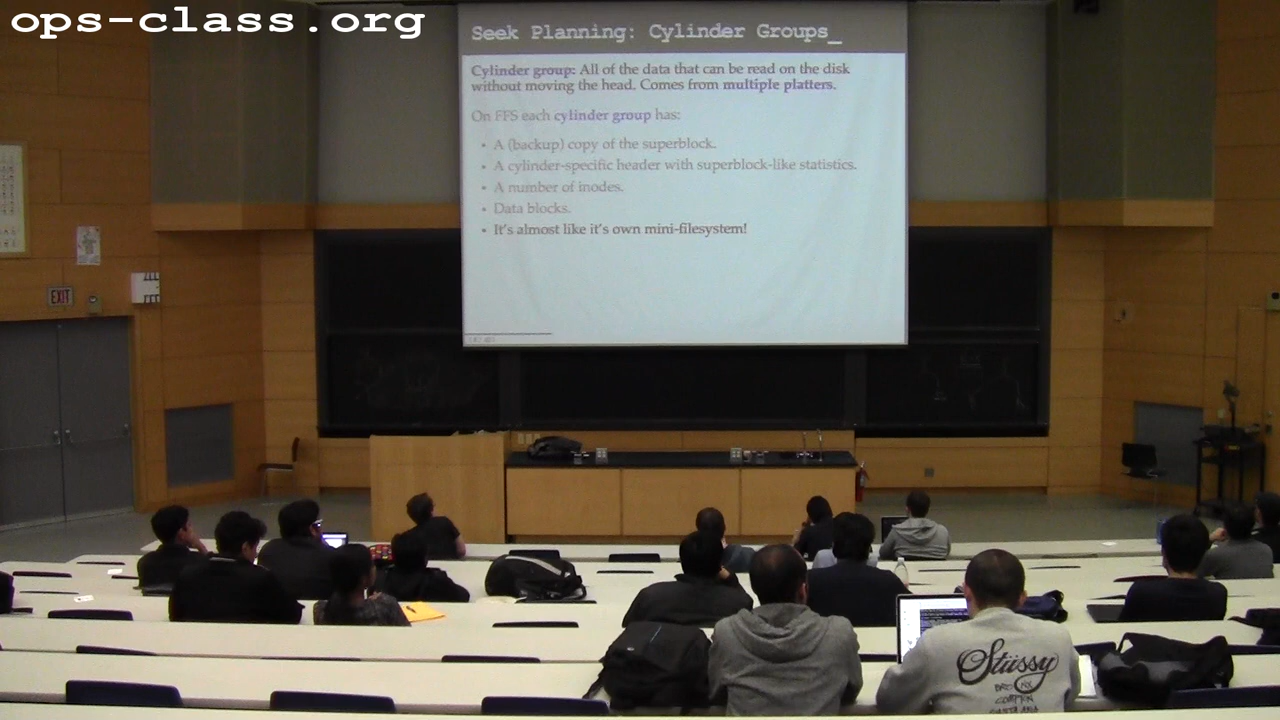 ops-class.org
Seek Planning: Cylinder Groups_
Cylinder group: All of the data that can be read on the disk
without moving the head. Comes from multiple platters.
On FFS each cylinder group has:
• A (backup) copy of the superblock.
• A cylinder-specific header with superblock-like statistics.
• A number of inodes.
• Data blocks.
• It's almost like it's own mini-filesystem!
EXIT
Stüssy